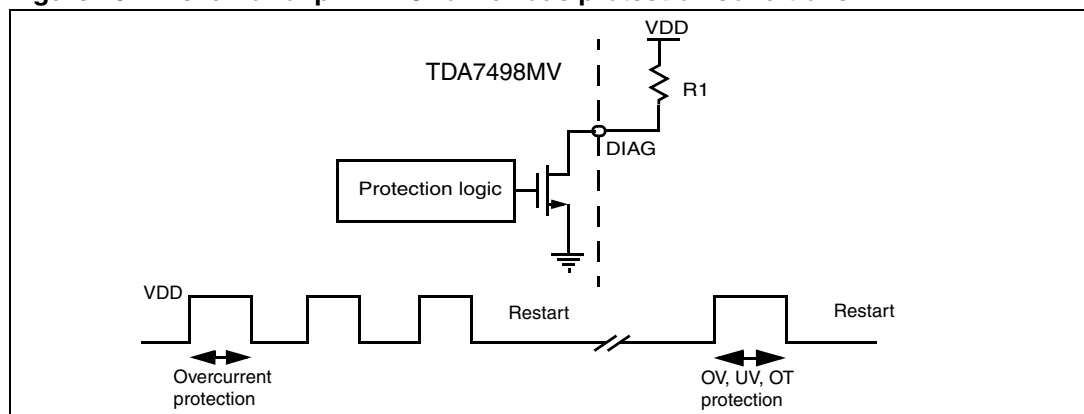 VDD
TDA7498MV
R1
DIAG
Protection logic
VDD
Restart
Restart
Overcurrent
protection
OV, UV, OT
protection